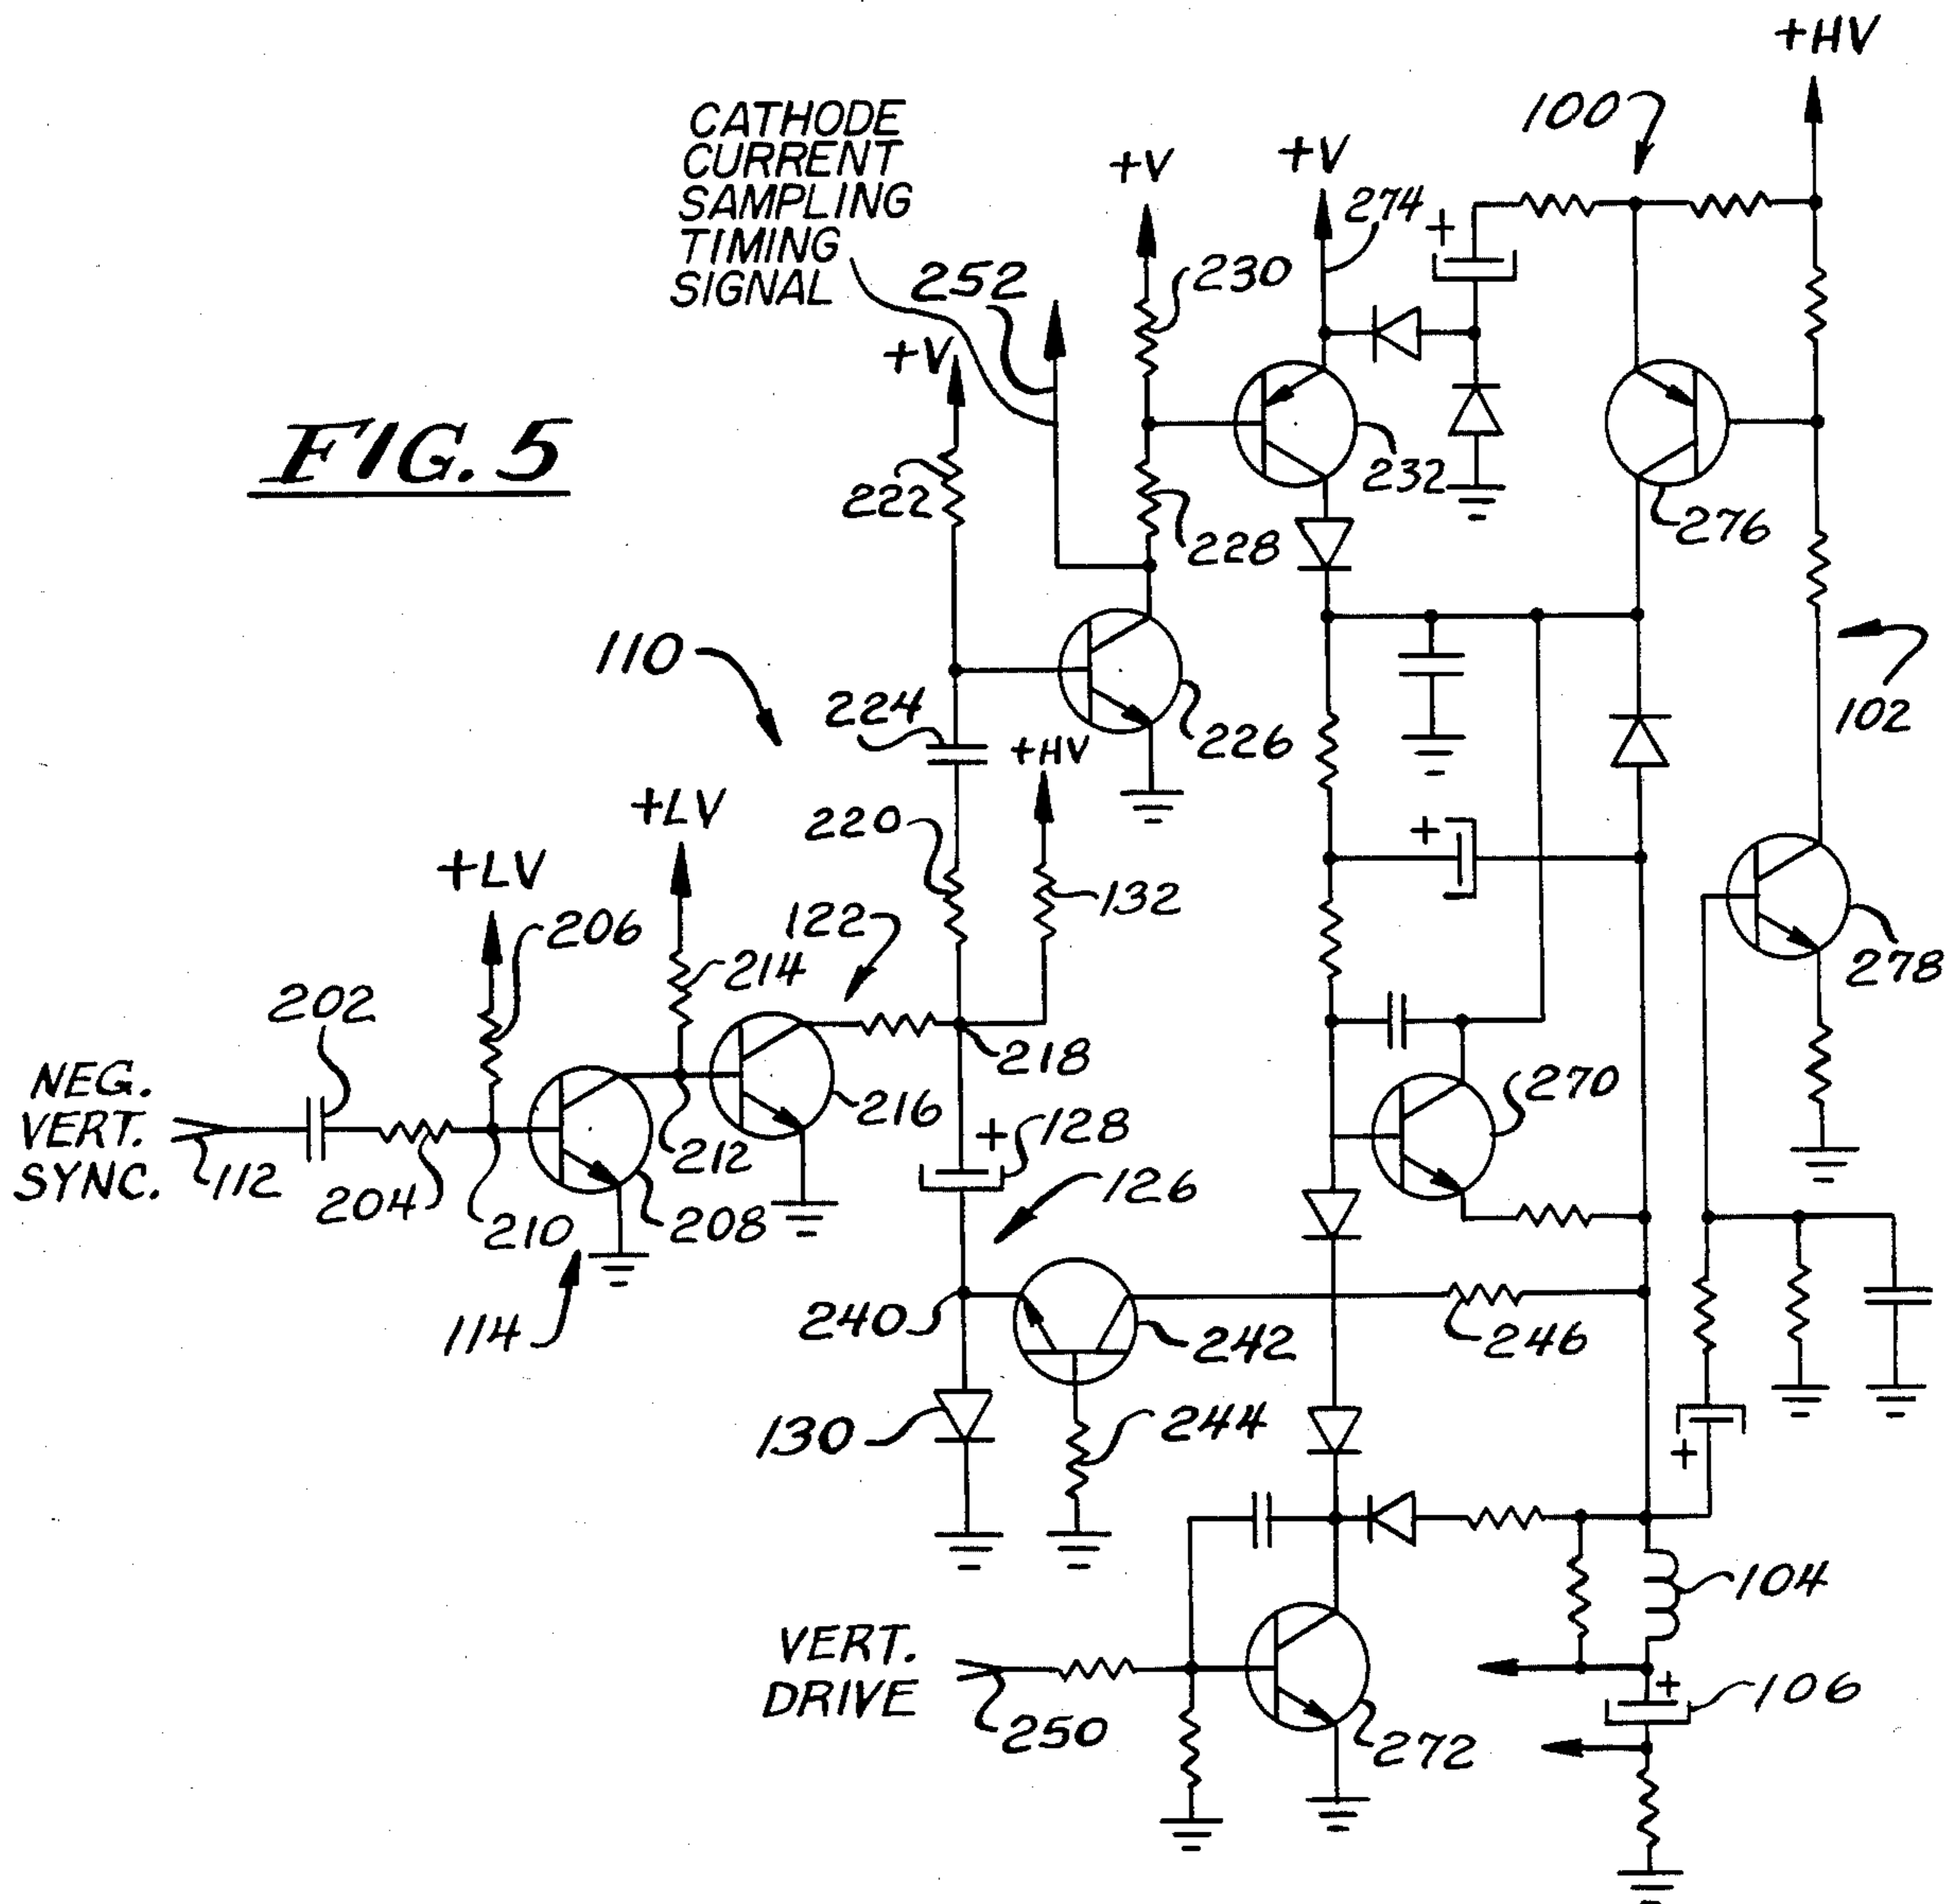 +HV
100
CATHODE
CURRENT
SAMPLING
TIMING
SIGNAL
+V
+V
274
+
252
230
+V
FIG. 5
222
232
228
276
110
224
226
+HV
102
+LV
220
+
+LV
132
206
122
214
278
202
218
270
NEG.
VERT.
SYNC.
216
+
128
112
212
126
204
210
208
240
242
246
114
130
244
+
104
VERT.
DRIVE
+
106
250
272